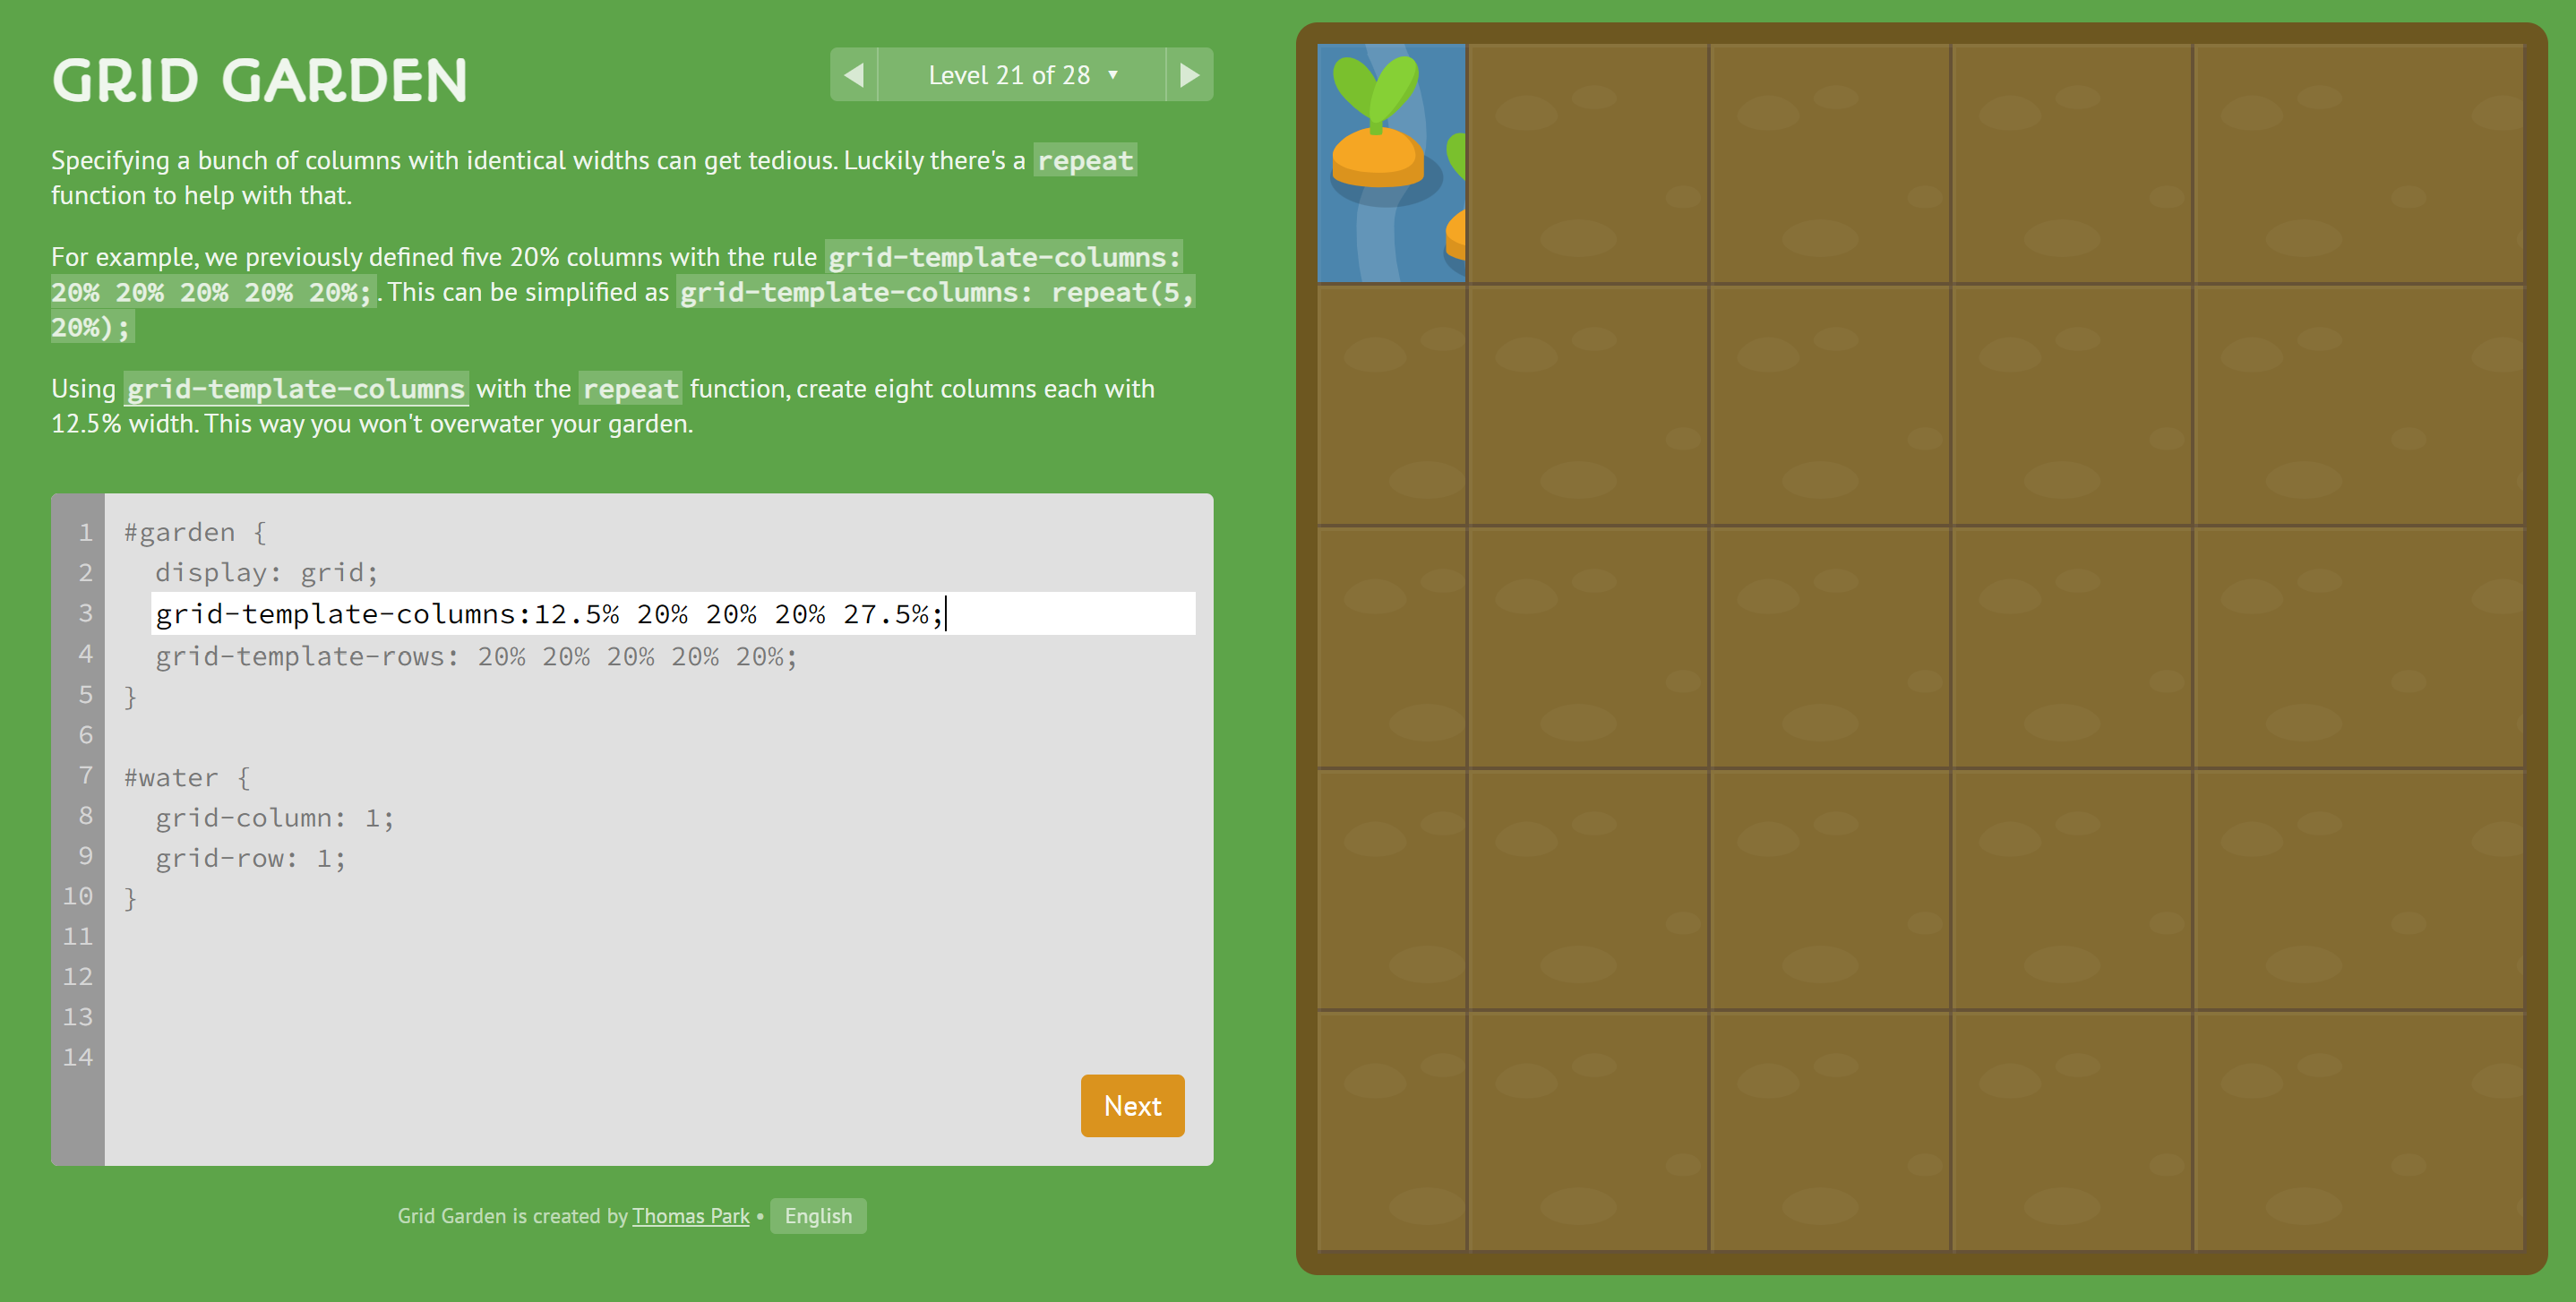 GRID GARDEN
◀ Level 21 of 28 ▼ ▶
Specifying a bunch of columns with identical widths can get tedious. Luckily there's a repeat
function to help with that.
For example, we previously defined five 20% columns with the rule grid-template-columns:
20% 20% 20% 20% 20%;. This can be simplified as grid-template-columns: repeat(5,
20%);
Using grid-template-columns with the repeat function, create eight columns each with
12.5% width. This way you won't overwater your garden.
1 #garden {
2 display: grid;
3 grid-template-columns:12.5% 20% 20% 20% 27.5%;
4 grid-template-rows: 20% 20% 20% 20% 20%;
5 }
6
7 #water {
8 grid-column: 1;
9 grid-row: 1;
10 }
11
12
13
14
Next
Grid Garden is created by Thomas Park • English